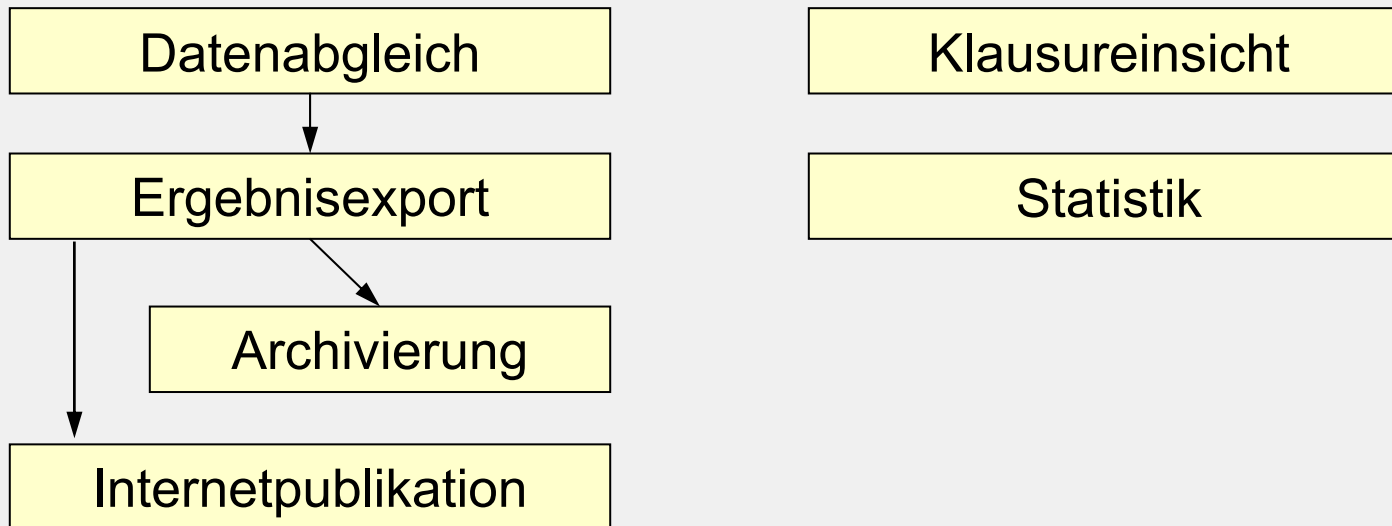 Datenabgleich
Klausureinsicht
Ergebnisexport
Statistik
Archivierung
Internetpublikation